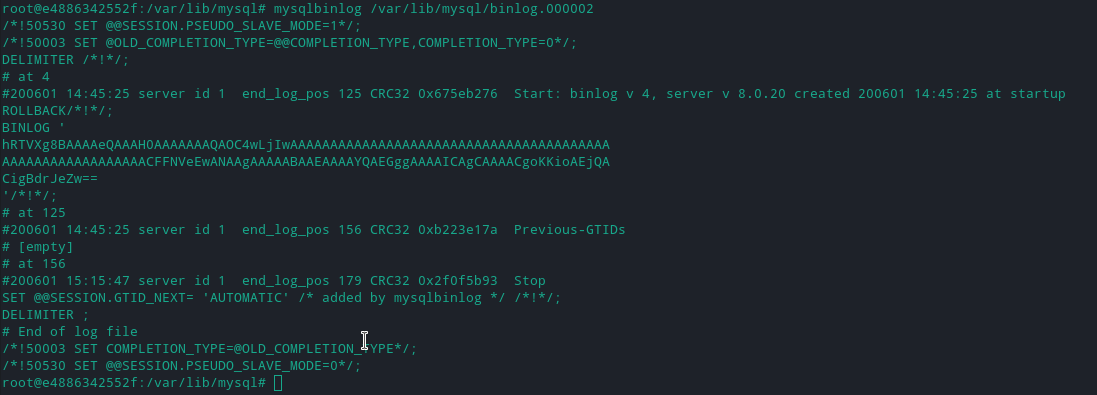 root@e4886342552f:/var/lib/mysql# mysqlbinlog /var/lib/mysql/binlog.000002
/*!50530 SET @@SESSION.PSEUDO_SLAVE_MODE=1*/;
/*!50003 SET @OLD_COMPLETION_TYPE=@@COMPLETION_TYPE,COMPLETION_TYPE=0*/;
DELIMITER /*!*/;
# at 4
#200601 14:45:25 server id 1  end_log_pos 125 CRC32 0x675eb276  Start: binlog v 4, server v 8.0.20 created 200601 14:45:25 at startup
ROLLBACK/*!*/;
BINLOG '
hRTVXg8BAAAAeQAAAH0AAAAAAAQAOC4wLjIwAAAAAAAAAAAAAAAAAAAAAAAAAAAAAAAAAAAAAAAA
AAAAAAAAAAAAAAAAAACFFNVeEwANAAgAAAAABAAEAAAAYQAEGggAAAAICAgCAAAACgoKKioAEjQA
CigBdrJeZw==
'/*!*/;
# at 125
#200601 14:45:25 server id 1  end_log_pos 156 CRC32 0xb223e17a  Previous-GTIDs
# [empty]
# at 156
#200601 15:15:47 server id 1  end_log_pos 179 CRC32 0x2f0f5b93  Stop
SET @@SESSION.GTID_NEXT= 'AUTOMATIC' /* added by mysqlbinlog */ /*!*/;
DELIMITER ;
# End of log file
/*!50003 SET COMPLETION_TYPE=@OLD_COMPLETION_TYPE*/;
/*!50530 SET @@SESSION.PSEUDO_SLAVE_MODE=0*/;
root@e4886342552f:/var/lib/mysql#